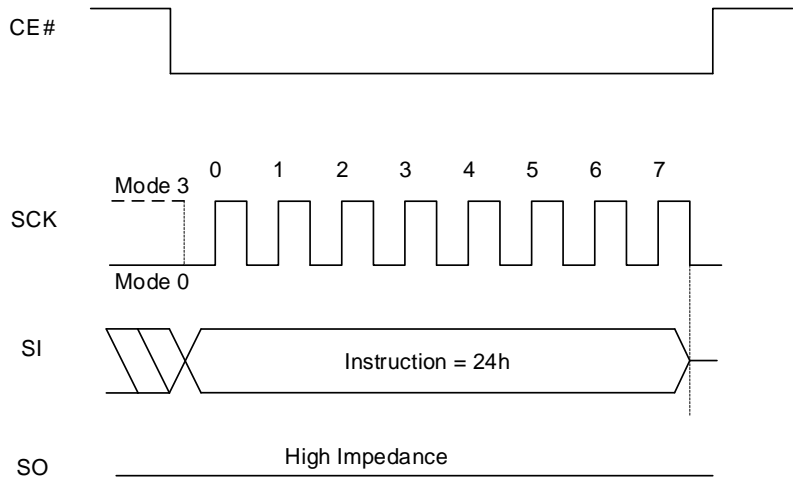 CE#
0 1 2 3 4 5 6 7
Mode 3
SCK
Mode 0
SI
Instruction = 24h
High Impedance
SO